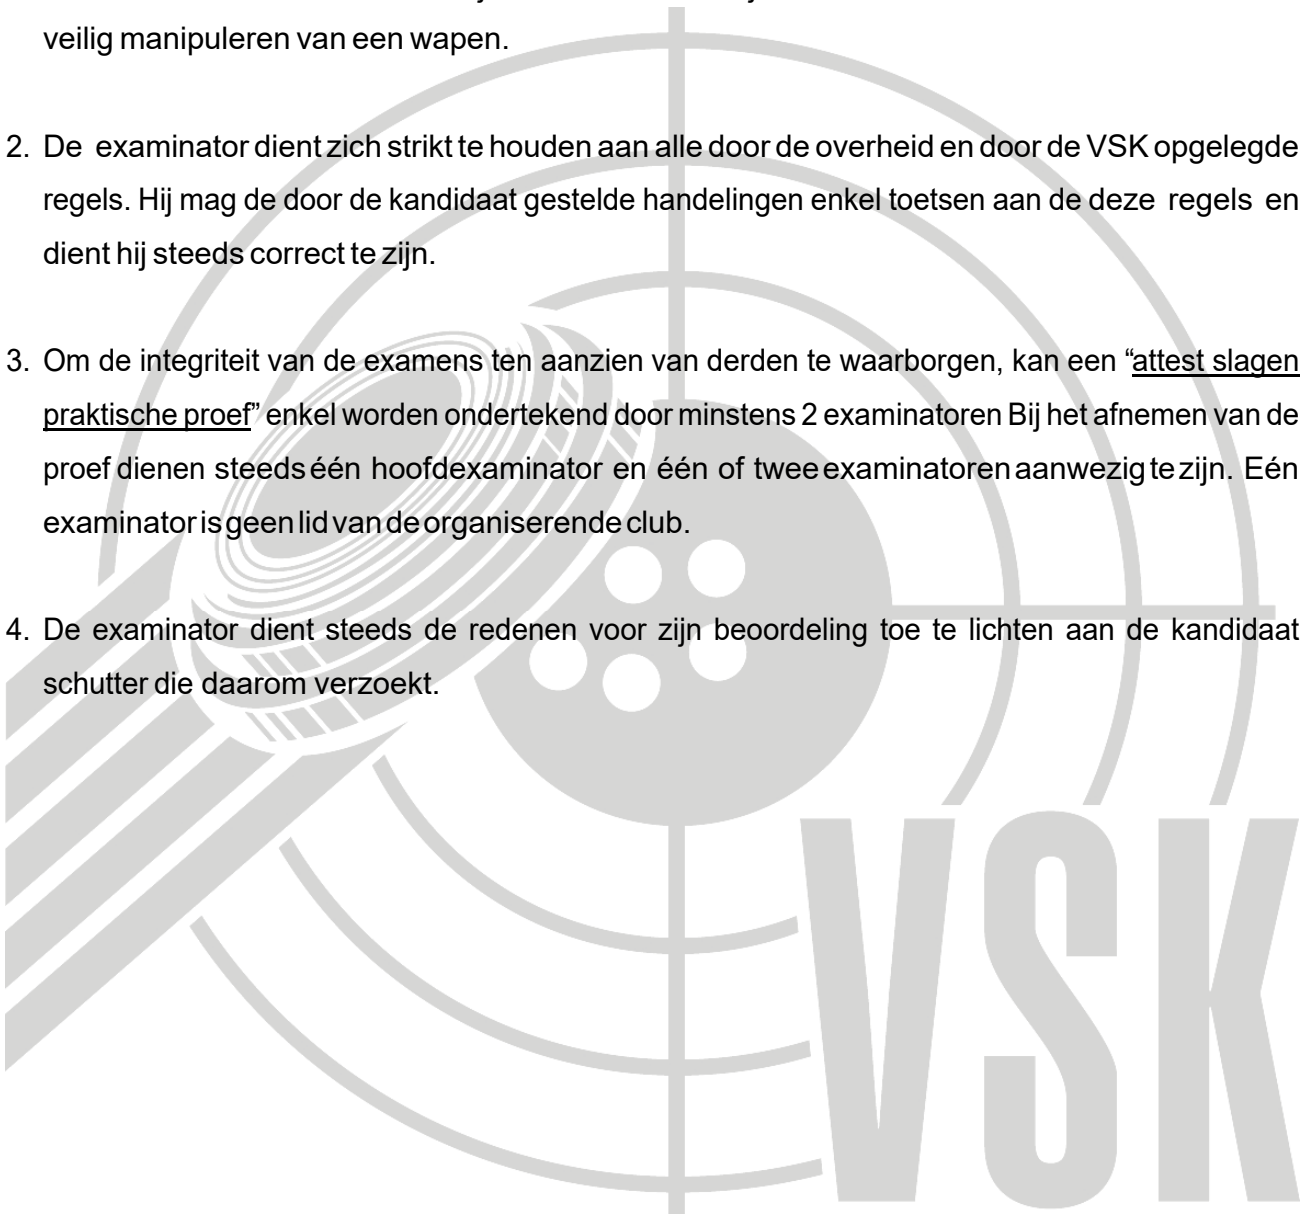 veilig manipuleren van een wapen.
2. De examinator dient zich strikt te houden aan alle door de overheid en door de VSK opgelegde
regels. Hij mag de door de kandidaat gestelde handelingen enkel toetsen aan de deze regels en
dient hij steeds correct te zijn.
3. Om de integriteit van de examens ten aanzien van derden te waarborgen, kan een “attest slagen
praktische proef” enkel worden ondertekend door minstens 2 examinatoren Bij het afnemen van de
proef dienen steeds één hoofdexaminator en één of twee examinatoren aanwezig te zijn. Eén
examinator is geen lid van de organiserende club.
4. De examinator dient steeds de redenen voor zijn beoordeling toe te lichten aan de kandidaat
schutter die daarom verzoekt.
VSK